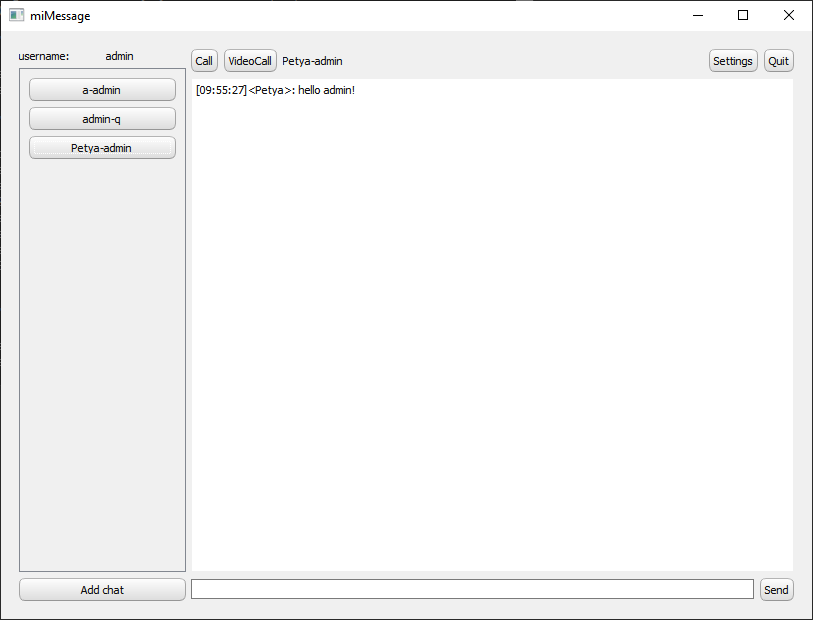 miMessage
username: admin
Call VideoCall Petya-admin Settings Quit
a-admin
admin-q
Petya-admin
[09:55:27]<Petya>: hello admin!
Add chat
Send